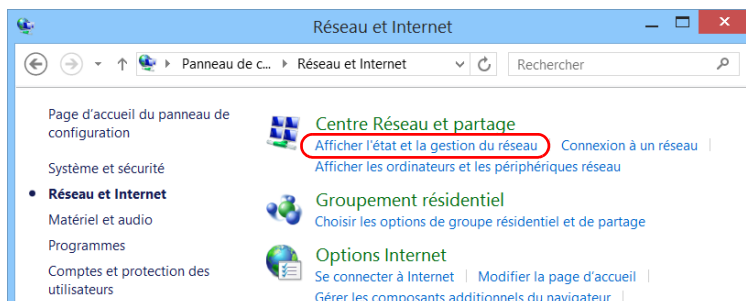 Réseau et Internet
Panneau de c... Réseau et Internet Rechercher
Page d'accueil du panneau de
configuration
Système et sécurité
Réseau et Internet
Matériel et audio
Programmes
Comptes et protection des
utilisateurs
Centre Réseau et partage
Afficher l'état et la gestion du réseau Connexion à un réseau
Afficher les ordinateurs et les périphériques réseau
Groupement résidentiel
Choisir les options de groupe résidentiel et de partage
Options Internet
Se connecter à Internet Modifier la page d'accueil
Gérer les composants additionnels du navigateur